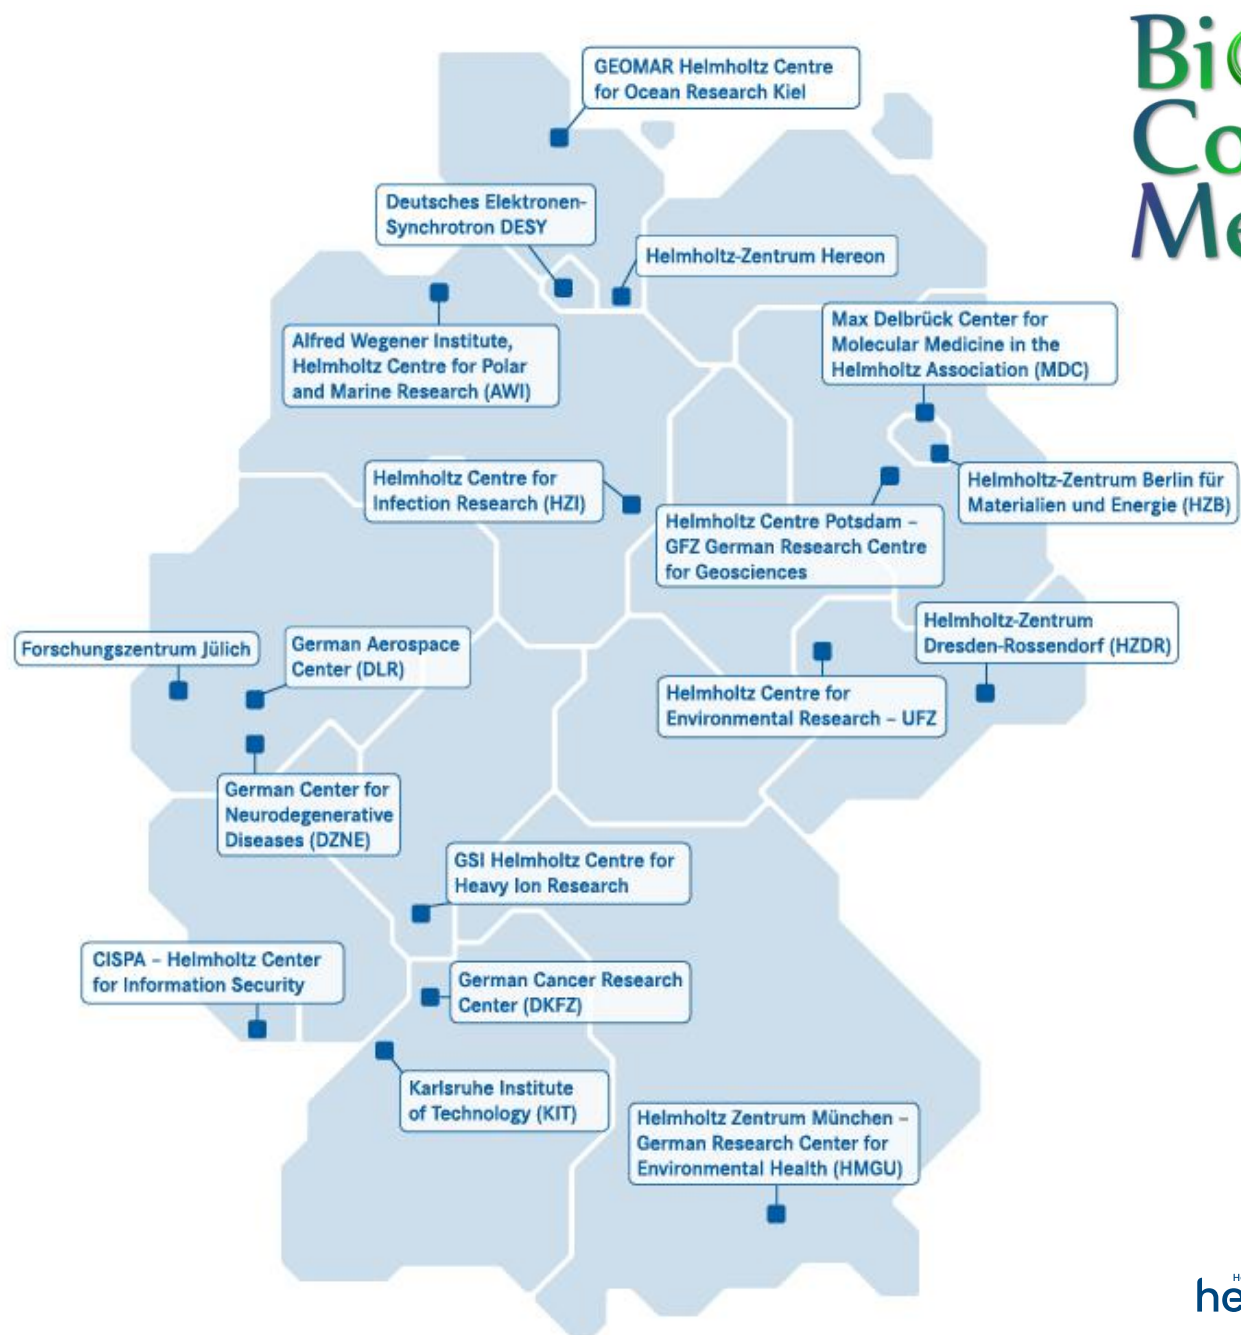 GEOMAR Helmholtz Centre
for Ocean Research Kiel
Deutsches Elektronen-
Synchrotron DESY
Helmholtz-Zentrum Hereon
Alfred Wegener Institute,
Helmholtz Centre for Polar
and Marine Research (AWI)
Max Delbrück Center for
Molecular Medicine in the
Helmholtz Association (MDC)
Helmholtz Centre for
Infection Research (HZI)
Helmholtz-Zentrum Berlin für
Materialien und Energie (HZB)
Helmholtz Centre Potsdam –
GFZ German Research Centre
for Geosciences
Forschungszentrum Jülich
German Aerospace
Center (DLR)
Helmholtz-Zentrum
Dresden-Rossendorf (HZDR)
Helmholtz Centre for
Environmental Research – UFZ
German Center for
Neurodegenerative
Diseases (DZNE)
GSI Helmholtz Centre for
Heavy Ion Research
CISPA – Helmholtz Center
for Information Security
German Cancer Research
Center (DKFZ)
Karlsruhe Institute
of Technology (KIT)
Helmholtz Zentrum München –
German Research Center for
Environmental Health (HMGU)